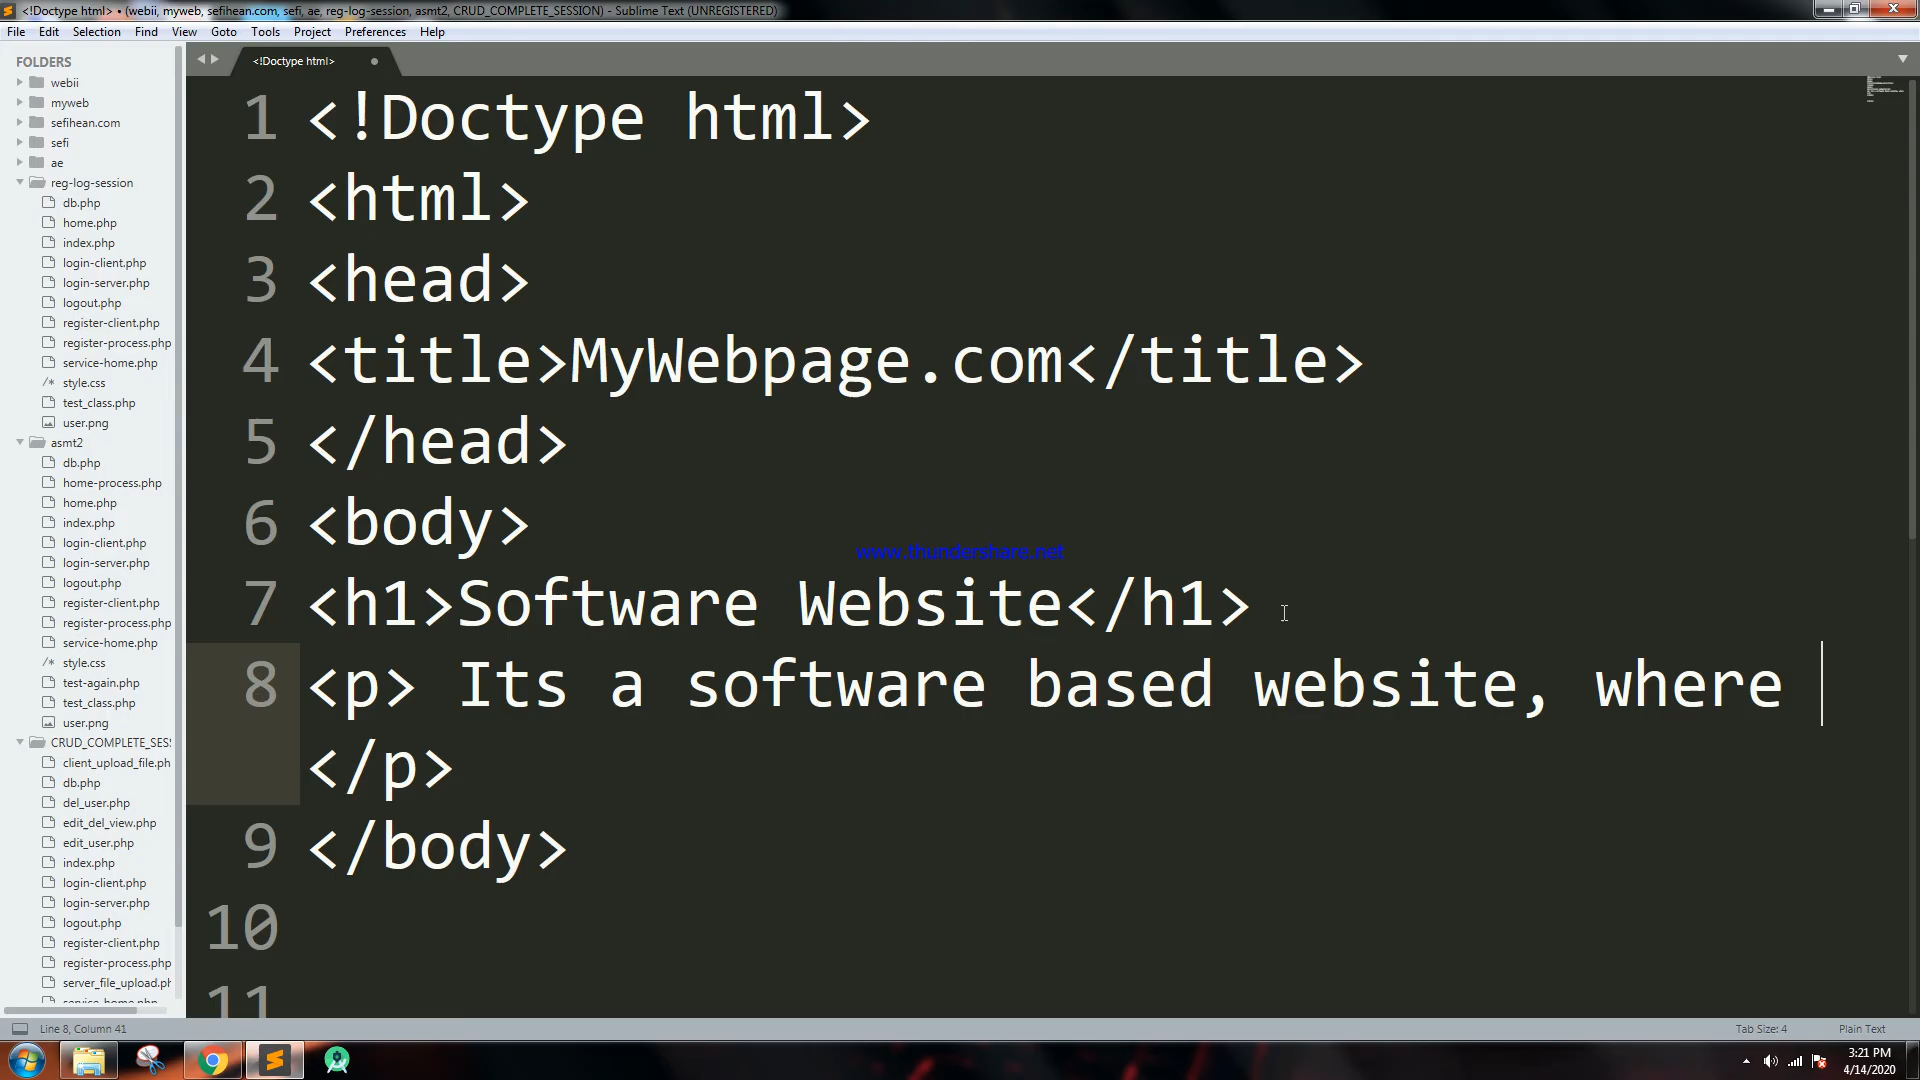 <!Doctype html> • (webii, myweb, sefihean.com, sefi, ae, reg-log-session, asmt2, CRUD_COMPLETE_SESSION) - Sublime Text (UNREGISTERED)
File Edit Selection Find View Goto Tools Project Preferences Help
FOLDERS
webii
myweb
sefihean.com
sefi
ae
reg-log-session
db.php
home.php
index.php
login-client.php
login-server.php
logout.php
register-client.php
register-process.php
service-home.php
/* style.css
test_class.php
user.png
asmt2
db.php
home-process.php
home.php
index.php
login-client.php
login-server.php
logout.php
register-client.php
register-process.php
service-home.php
/* style.css
test-again.php
test_class.php
user.png
CRUD_COMPLETE_SES
client_upload_file.ph
db.php
del_user.php
edit_del_view.php
edit_user.php
index.php
login-client.php
login-server.php
logout.php
register-client.php
register-process.php
server_file_upload.ph
service-home.php
<!Doctype html>
1 <!Doctype html>
2 <html>
3 <head>
4 <title>MyWebpage.com</title>
5 </head>
6 <body>
www.thundershare.net
7 <h1>Software Website</h1>
8 <p> Its a software based website, where
</p>
9 </body>
10
11
Line 8, Column 41
Tab Size: 4
Plain Text
3:21 PM
4/14/2020